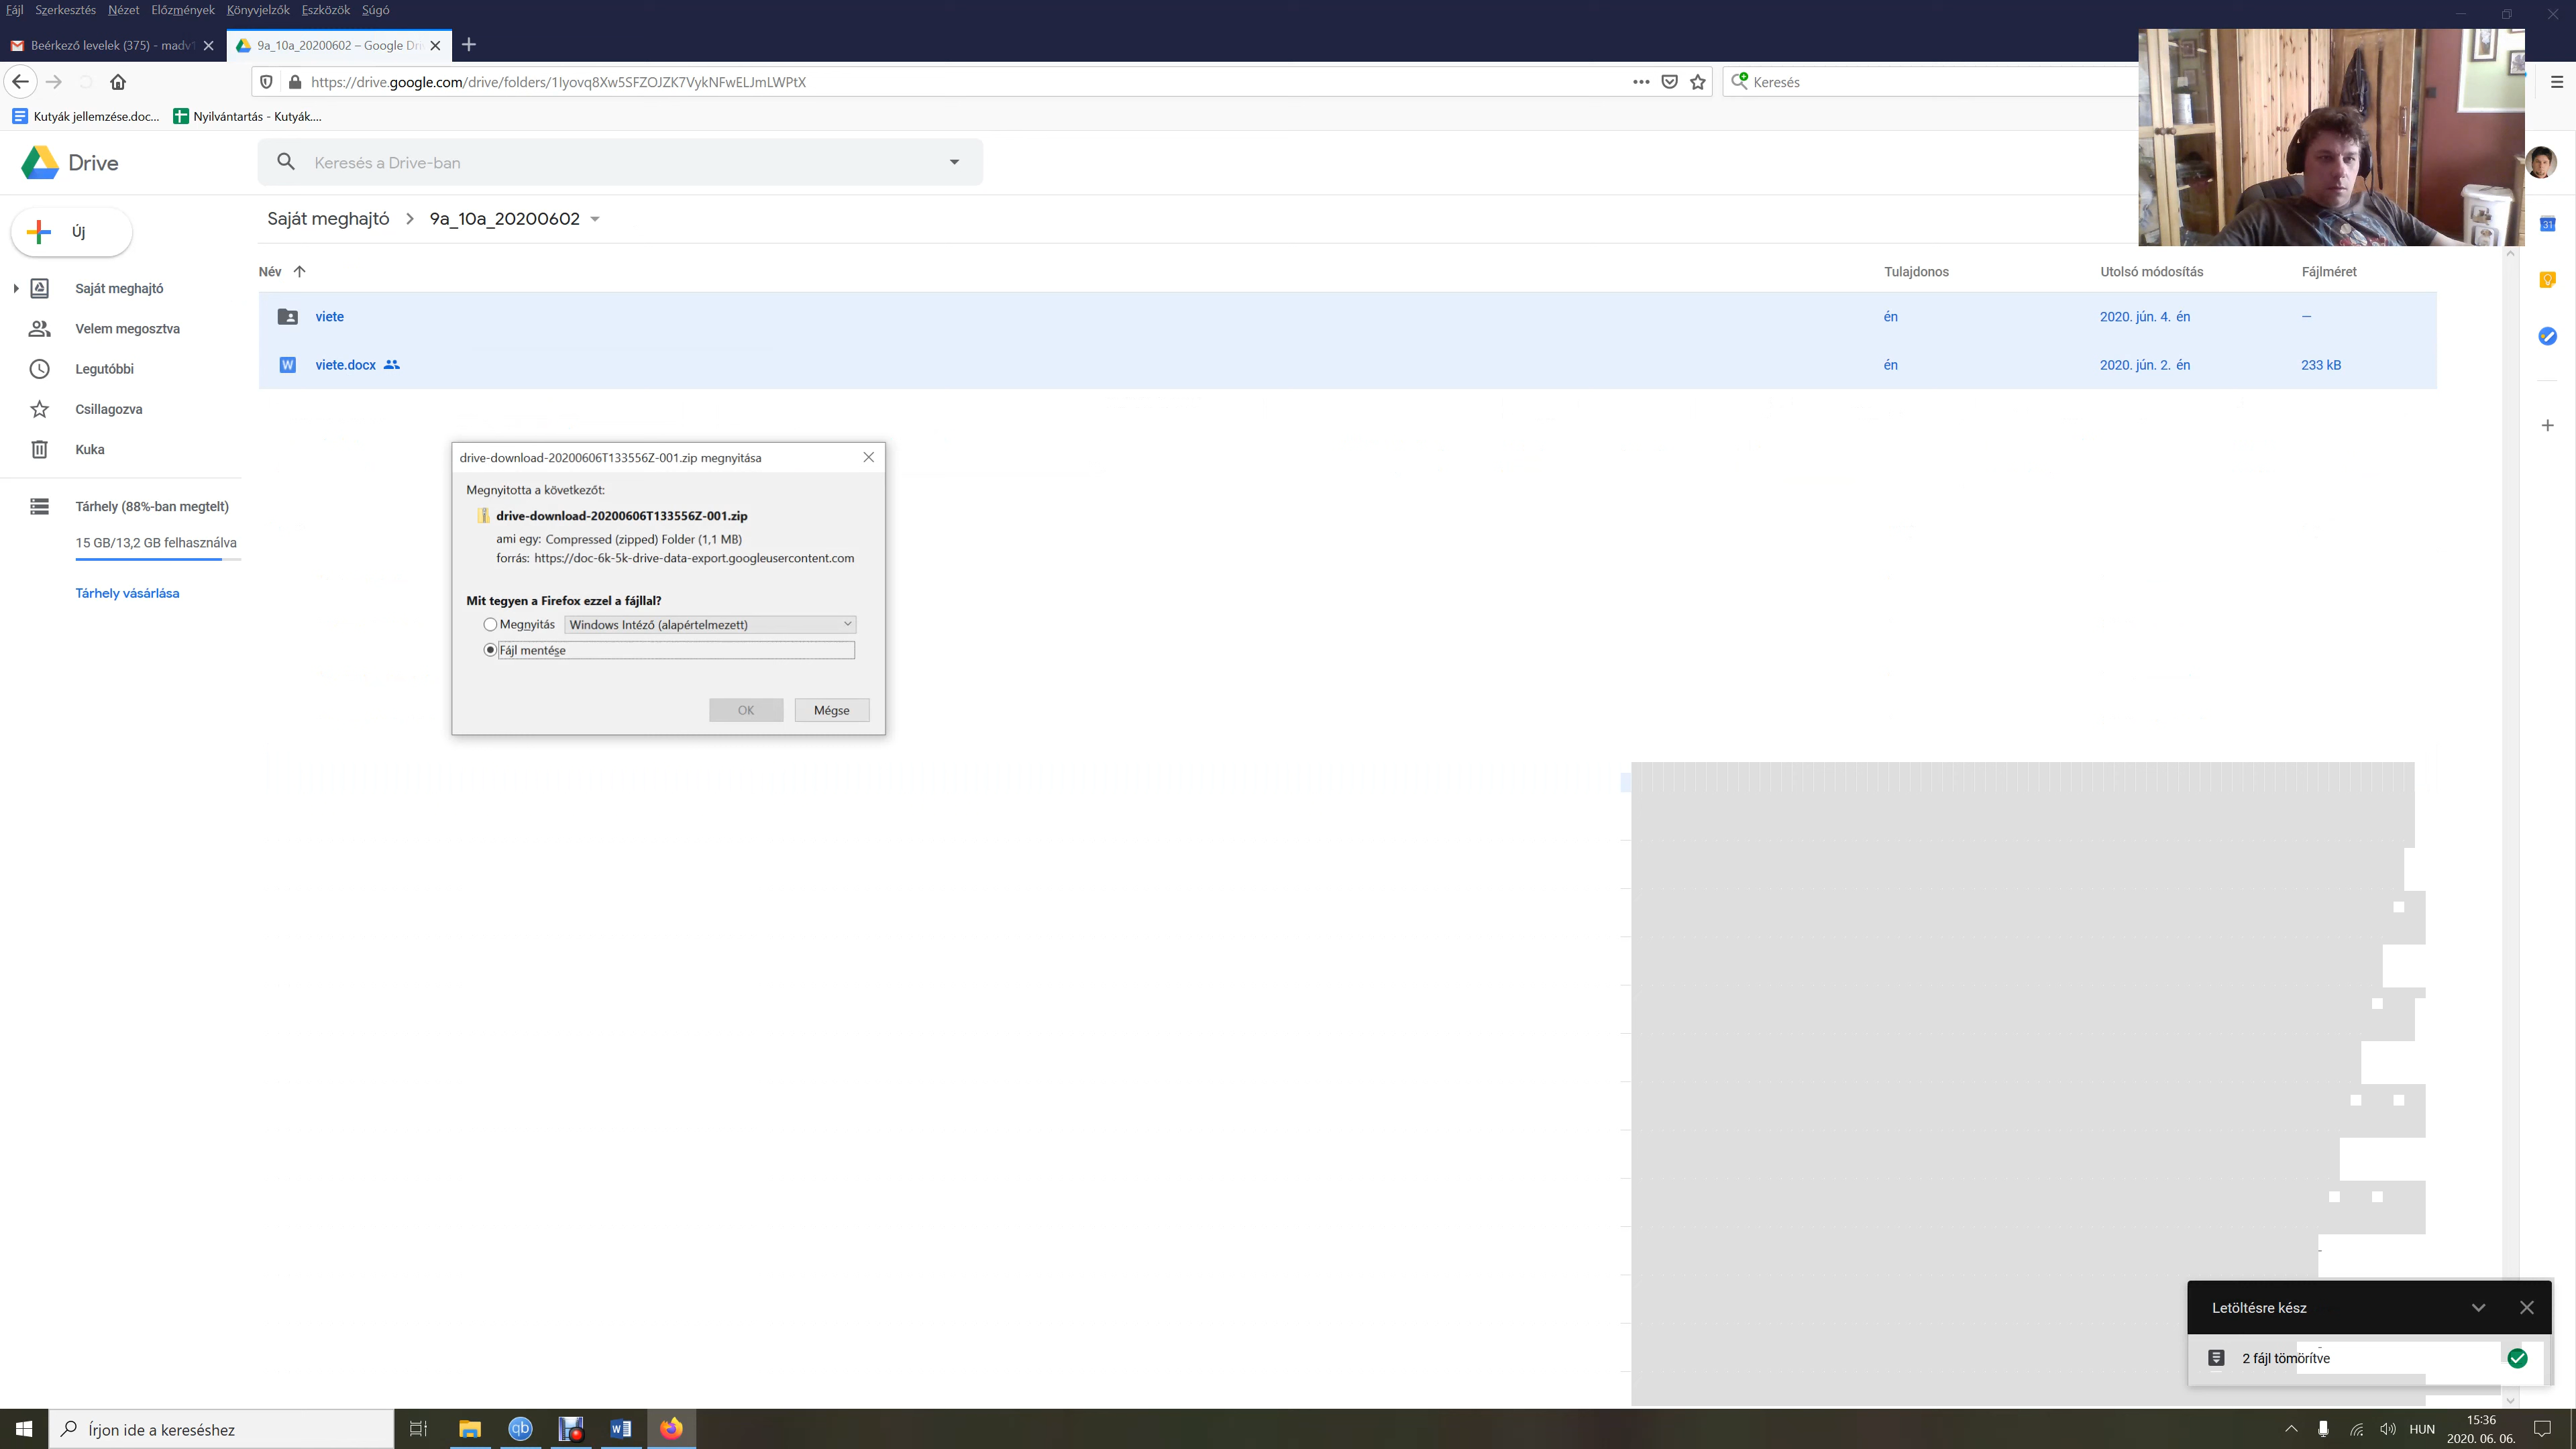 Fájl Szerkesztés Nézet Előzmények Könyvjelzők Eszközök Súgó
Beérkező levelek (375) - madv
9a_10a_20200602 – Google Dri
https://drive.google.com/drive/folders/1Iyovq8Xw5SFZOJZK7VykNFwELJmLWPtX
Keresés
Kutyák jellemzése.doc...
Nyilvántartás - Kutyák....
Drive
Keresés a Drive-ban
Új
Saját meghajtó
Velem megosztva
Legutóbbi
Csillagozva
Kuka
Tárhely (88%-ban megtelt)
15 GB/13,2 GB felhasználva
Tárhely vásárlása
Saját meghajtó 9a_10a_20200602
Név Tulajdonos Utolsó módosítás Fájlméret
viete én 2020. jún. 4. én –
viete.docx én 2020. jún. 2. én 233 kB
31
drive-download-20200606T133556Z-001.zip megnyitása
Megnyitotta a következőt:
drive-download-20200606T133556Z-001.zip
ami egy: Compressed (zipped) Folder (1,1 MB)
forrás: https://doc-6k-5k-drive-data-export.googleusercontent.com
Mit tegyen a Firefox ezzel a fájllal?
Megnyitás Windows Intéző (alapértelmezett)
Fájl mentése
OK Mégse
Letöltésre kész
2 fájl tömörítve
Írjon ide a kereséshez
qb
W
HUN
15:36
2020. 06. 06.